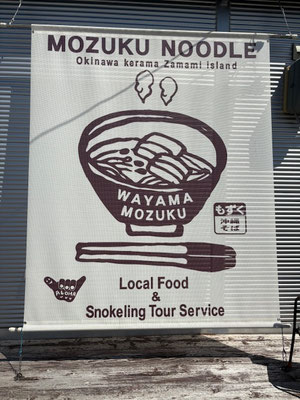 MOZUKU NOODLE
Okinawa kerama Zamami island
WAYAMA
MOZUKU
もずく
沖縄
そば
ALOHA
Local Food
&
Snokeling Tour Service